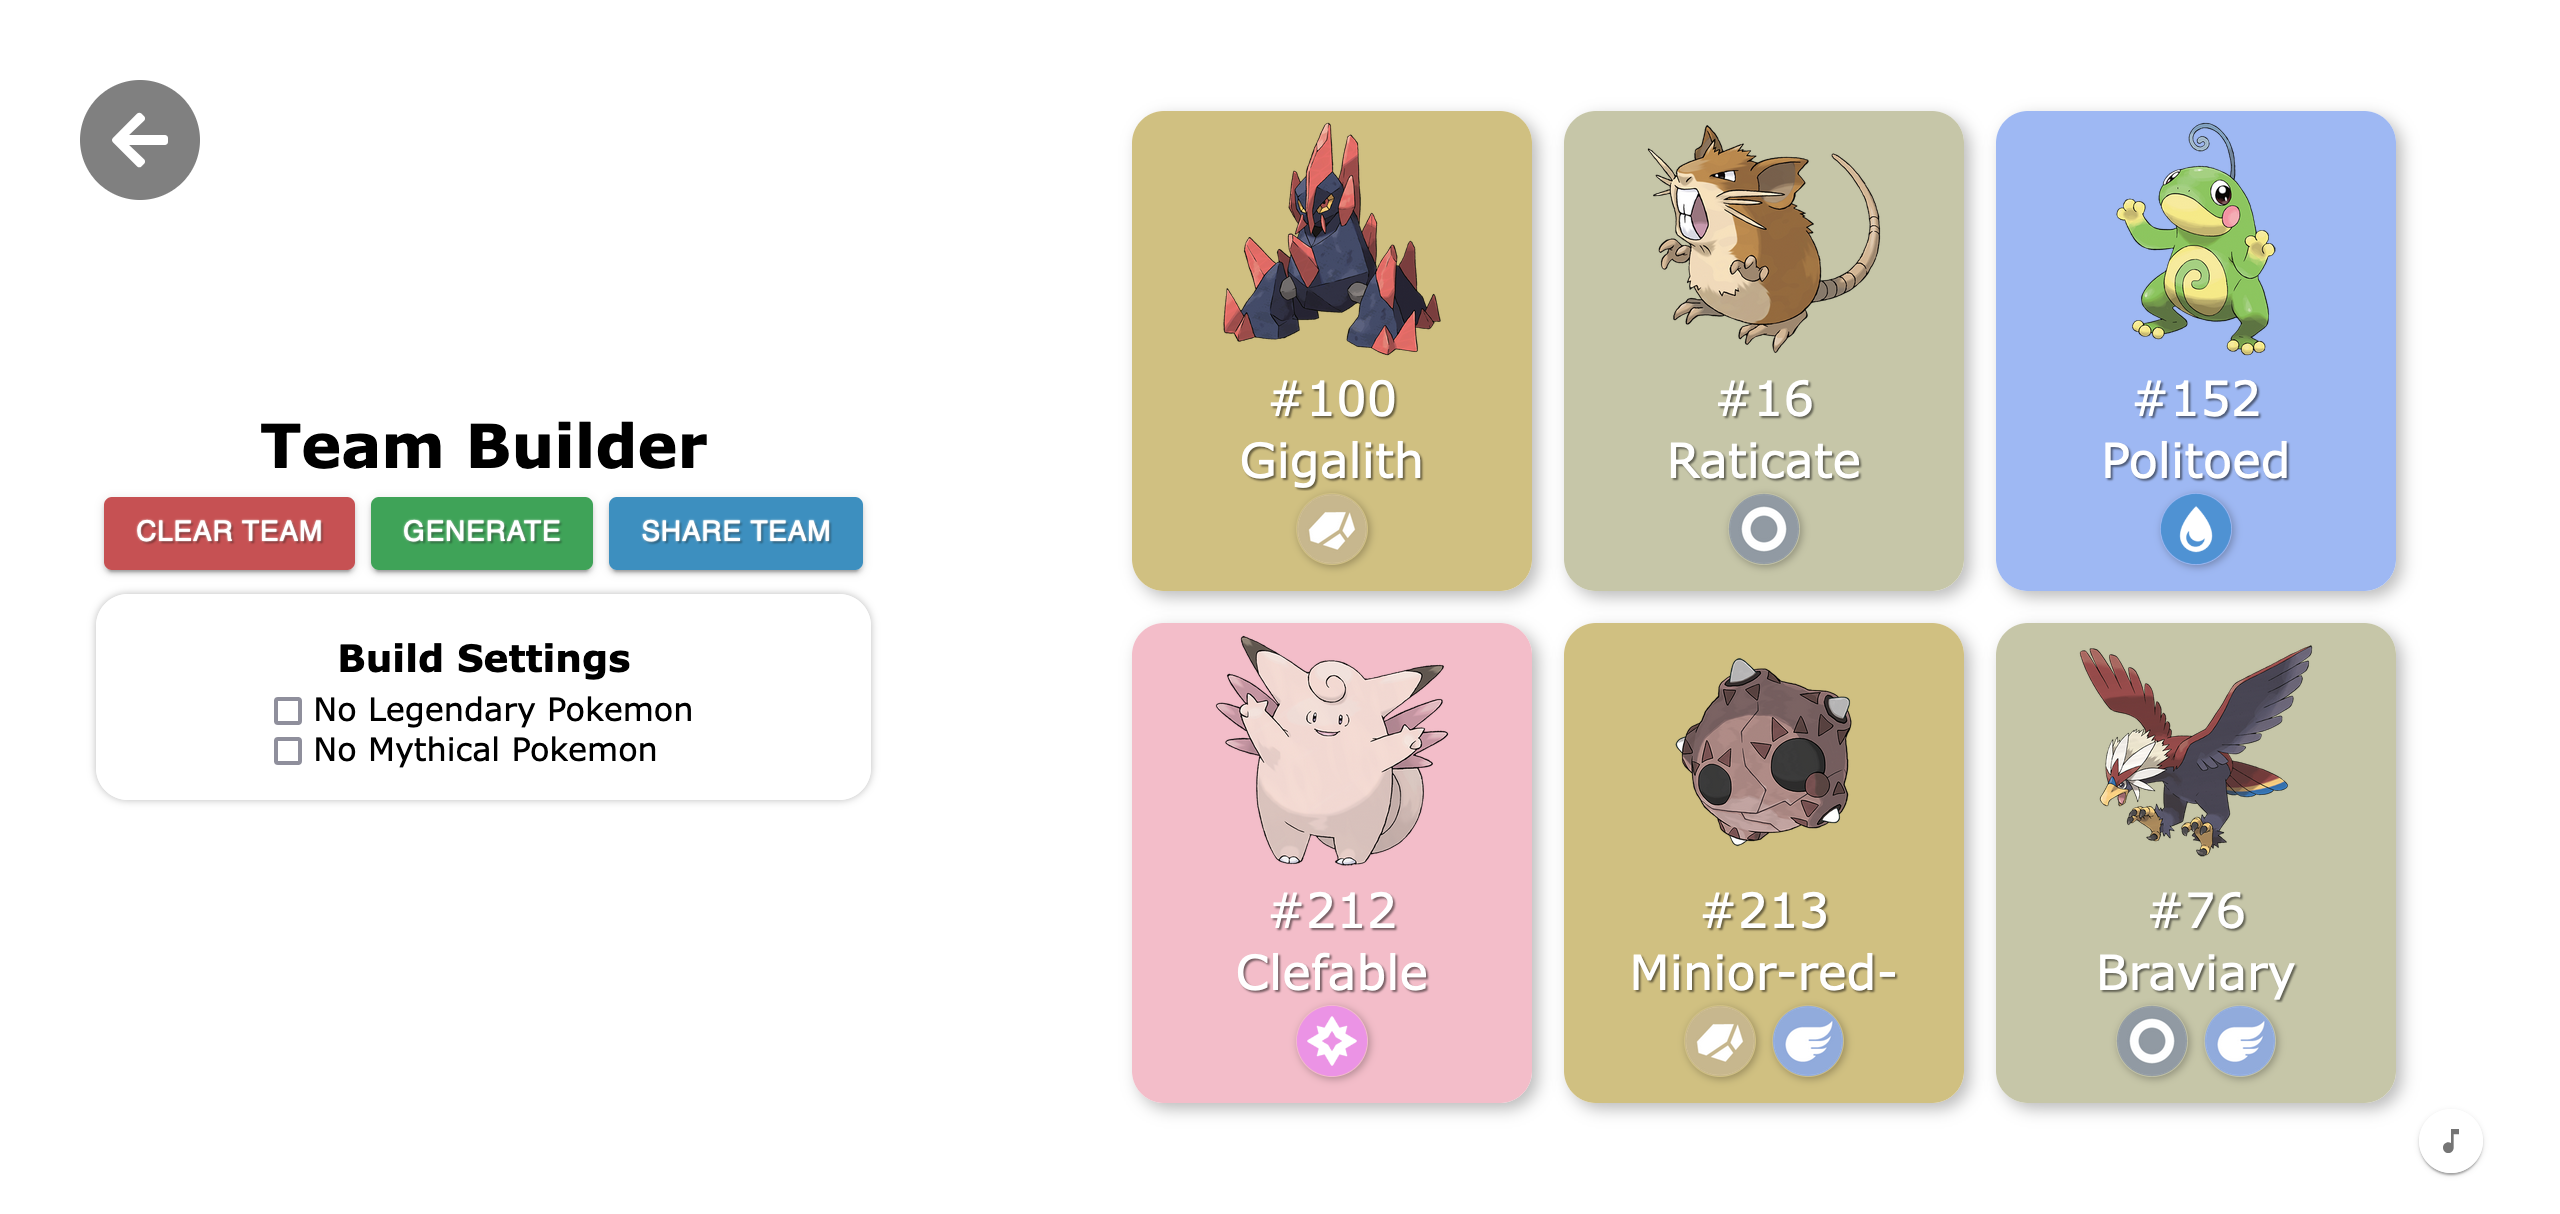 Team Builder
CLEAR TEAM
GENERATE
SHARE TEAM
Build Settings
No Legendary Pokemon
No Mythical Pokemon
#100
Gigalith
#16
Raticate
#152
Politoed
#212
Clefable
#213
Minior-red-
#76
Braviary